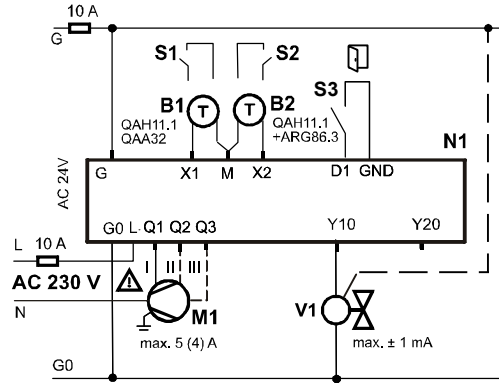 10 A
G
S1 S2
S3
B1 T T B2
QAH11.1
QAA32
QAH11.1
+ARG86.3
N1
AC 24V
G X1 M X2 D1 GND
G0 L Q1 Q2 Q3 Y10 Y20
L 10 A
I II III
AC 230 V
N
M1
V1
max. 5 (4) A
max. ± 1 mA
G0